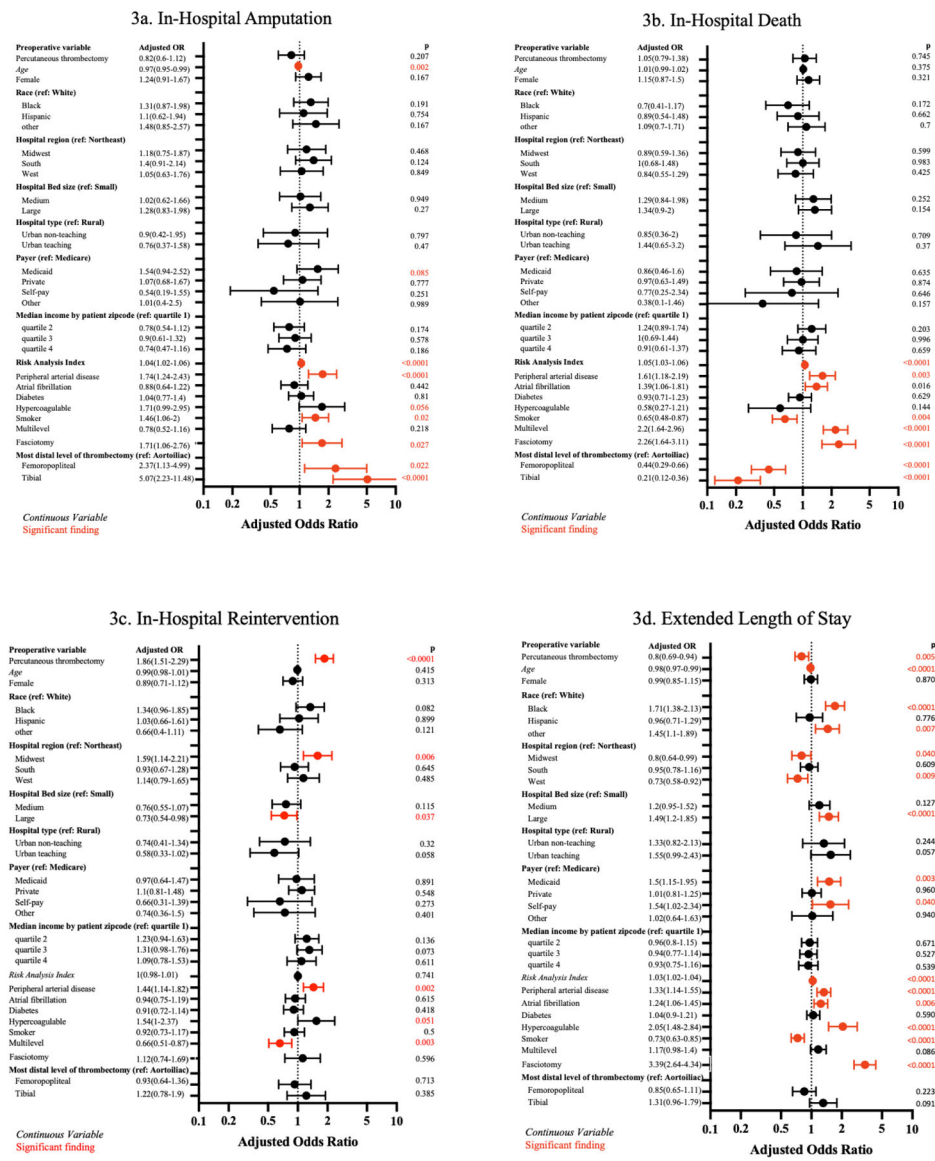 3a. In-Hospital Amputation
Preoperative variable Adjusted OR p
Percutaneous thrombectomy 0.82(0.6-1.12) 0.207
Age 0.97(0.95-0.99) 0.002
Female 1.24(0.91-1.67) 0.167
Race (ref: White)
Black 1.31(0.87-1.98) 0.191
Hispanic 1.1(0.62-1.94) 0.754
other 1.48(0.85-2.57) 0.167
Hospital region (ref: Northeast)
Midwest 1.18(0.75-1.87) 0.468
South 1.4(0.91-2.14) 0.124
West 1.05(0.63-1.76) 0.849
Hospital Bed size (ref: Small)
Medium 1.02(0.62-1.66) 0.949
Large 1.28(0.83-1.98) 0.27
Hospital type (ref: Rural)
Urban non-teaching 0.9(0.42-1.95) 0.797
Urban teaching 0.76(0.37-1.58) 0.47
Payer (ref: Medicare)
Medicaid 1.54(0.94-2.52) 0.085
Private 1.07(0.68-1.67) 0.777
Self-pay 0.54(0.19-1.55) 0.251
Other 1.01(0.4-2.5) 0.989
Median income by patient zipcode (ref: quartile 1)
quartile 2 0.78(0.54-1.12) 0.174
quartile 3 0.9(0.61-1.32) 0.578
quartile 4 0.74(0.47-1.16) 0.186
Risk Analysis Index 1.04(1.02-1.06) <0.0001
Peripheral arterial disease 1.74(1.24-2.43) <0.0001
Atrial fibrillation 0.88(0.64-1.22) 0.442
Diabetes 1.04(0.77-1.4) 0.81
Hypercoagulable 1.71(0.99-2.95) 0.056
Smoker 1.46(1.06-2) 0.02
Multilevel 0.78(0.52-1.16) 0.218
Fasciotomy 1.71(1.06-2.76) 0.027
Most distal level of thrombectomy (ref: Aortoiliac)
Femoropopliteal 2.37(1.13-4.99) 0.022
Tibial 5.07(2.23-11.48) <0.0001
0.1 0.2 0.5 1 2 5 10
Continuous Variable
Significant finding
Adjusted Odds Ratio
3b. In-Hospital Death
Preoperative variable Adjusted OR p
Percutaneous thrombectomy 1.05(0.79-1.38) 0.745
Age 1.01(0.99-1.02) 0.375
Female 1.15(0.87-1.5) 0.321
Race (ref: White)
Black 0.7(0.41-1.17) 0.172
Hispanic 0.89(0.54-1.48) 0.662
other 1.09(0.7-1.71) 0.7
Hospital region (ref: Northeast)
Midwest 0.89(0.59-1.36) 0.599
South 1(0.68-1.48) 0.983
West 0.84(0.55-1.29) 0.425
Hospital Bed size (ref: Small)
Medium 1.29(0.84-1.98) 0.252
Large 1.34(0.9-2) 0.154
Hospital type (ref: Rural)
Urban non-teaching 0.85(0.36-2) 0.709
Urban teaching 1.44(0.65-3.2) 0.37
Payer (ref: Medicare)
Medicaid 0.86(0.46-1.6) 0.635
Private 0.97(0.63-1.49) 0.874
Self-pay 0.77(0.25-2.34) 0.646
Other 0.38(0.1-1.46) 0.157
Median income by patient zipcode (ref: quartile 1)
quartile 2 1.24(0.89-1.74) 0.203
quartile 3 1(0.69-1.44) 0.996
quartile 4 0.91(0.61-1.37) 0.659
Risk Analysis Index 1.05(1.03-1.06) <0.0001
Peripheral arterial disease 1.61(1.18-2.19) 0.003
Atrial fibrillation 1.39(1.06-1.81) 0.016
Diabetes 0.93(0.71-1.23) 0.629
Hypercoagulable 0.58(0.27-1.21) 0.144
Smoker 0.65(0.48-0.87) 0.004
Multilevel 2.2(1.64-2.96) <0.0001
Fasciotomy 2.26(1.64-3.11) <0.0001
Most distal level of thrombectomy (ref: Aortoiliac)
Femoropopliteal 0.44(0.29-0.66) <0.0001
Tibial 0.21(0.12-0.36) <0.0001
0.1 0.2 0.5 1 2 5 10
Continuous Variable
Significant finding
Adjusted Odds Ratio
3c. In-Hospital Reintervention
Preoperative variable Adjusted OR p
Percutaneous thrombectomy 1.86(1.51-2.29) <0.0001
Age 0.99(0.98-1.01) 0.415
Female 0.89(0.71-1.12) 0.313
Race (ref: White)
Black 1.34(0.96-1.85) 0.082
Hispanic 1.03(0.66-1.61) 0.899
other 0.66(0.4-1.11) 0.121
Hospital region (ref: Northeast)
Midwest 1.59(1.14-2.21) 0.006
South 0.93(0.67-1.28) 0.645
West 1.14(0.79-1.65) 0.485
Hospital Bed size (ref: Small)
Medium 0.76(0.55-1.07) 0.115
Large 0.73(0.54-0.98) 0.037
Hospital type (ref: Rural)
Urban non-teaching 0.74(0.41-1.34) 0.32
Urban teaching 0.58(0.33-1.02) 0.058
Payer (ref: Medicare)
Medicaid 0.97(0.64-1.47) 0.891
Private 1.1(0.81-1.48) 0.548
Self-pay 0.66(0.31-1.39) 0.273
Other 0.74(0.36-1.5) 0.401
Median income by patient zipcode (ref: quartile 1)
quartile 2 1.23(0.94-1.63) 0.136
quartile 3 1.31(0.98-1.76) 0.073
quartile 4 1.09(0.78-1.53) 0.611
Risk Analysis Index 1(0.98-1.01) 0.741
Peripheral arterial disease 1.44(1.14-1.82) 0.002
Atrial fibrillation 0.94(0.75-1.19) 0.615
Diabetes 0.91(0.72-1.14) 0.418
Hypercoagulable 1.54(1-2.37) 0.051
Smoker 0.92(0.73-1.17) 0.5
Multilevel 0.66(0.51-0.87) 0.003
Fasciotomy 1.12(0.74-1.69) 0.596
Most distal level of thrombectomy (ref: Aortoiliac)
Femoropopliteal 0.93(0.64-1.36) 0.713
Tibial 1.22(0.78-1.9) 0.385
0.1 0.2 0.5 1 2 5 10
Continuous Variable
Significant finding
Adjusted Odds Ratio
3d. Extended Length of Stay
Preoperative variable Adjusted OR p
Percutaneous thrombectomy 0.8(0.69-0.94) 0.005
Age 0.98(0.97-0.99) <0.0001
Female 0.99(0.85-1.15) 0.870
Race (ref: White)
Black 1.71(1.38-2.13) <0.0001
Hispanic 0.96(0.71-1.29) 0.776
other 1.45(1.1-1.89) 0.007
Hospital region (ref: Northeast)
Midwest 0.8(0.64-0.99) 0.040
South 0.95(0.78-1.16) 0.609
West 0.73(0.58-0.92) 0.009
Hospital Bed size (ref: Small)
Medium 1.2(0.95-1.52) 0.127
Large 1.49(1.2-1.85) <0.0001
Hospital type (ref: Rural)
Urban non-teaching 1.33(0.82-2.13) 0.244
Urban teaching 1.55(0.99-2.43) 0.057
Payer (ref: Medicare)
Medicaid 1.5(1.15-1.95) 0.003
Private 1.01(0.81-1.25) 0.960
Self-pay 1.54(1.02-2.34) 0.040
Other 1.02(0.64-1.63) 0.940
Median income by patient zipcode (ref: quartile 1)
quartile 2 0.96(0.8-1.15) 0.671
quartile 3 0.94(0.77-1.14) 0.527
quartile 4 0.93(0.75-1.16) 0.539
Risk Analysis Index 1.03(1.02-1.04) <0.0001
Peripheral arterial disease 1.33(1.14-1.55) <0.0001
Atrial fibrillation 1.24(1.06-1.45) 0.006
Diabetes 1.04(0.9-1.21) 0.590
Hypercoagulable 2.05(1.48-2.84) <0.0001
Smoker 0.73(0.63-0.85) <0.0001
Multilevel 1.17(0.98-1.4) 0.086
Fasciotomy 3.39(2.64-4.34) <0.0001
Most distal level of thrombectomy (ref: Aortoiliac)
Femoropopliteal 0.85(0.65-1.11) 0.223
Tibial 1.31(0.96-1.79) 0.091
0.1 0.2 0.5 1 2 5 10
Continuous Variable
Significant finding
Adjusted Odds Ratio